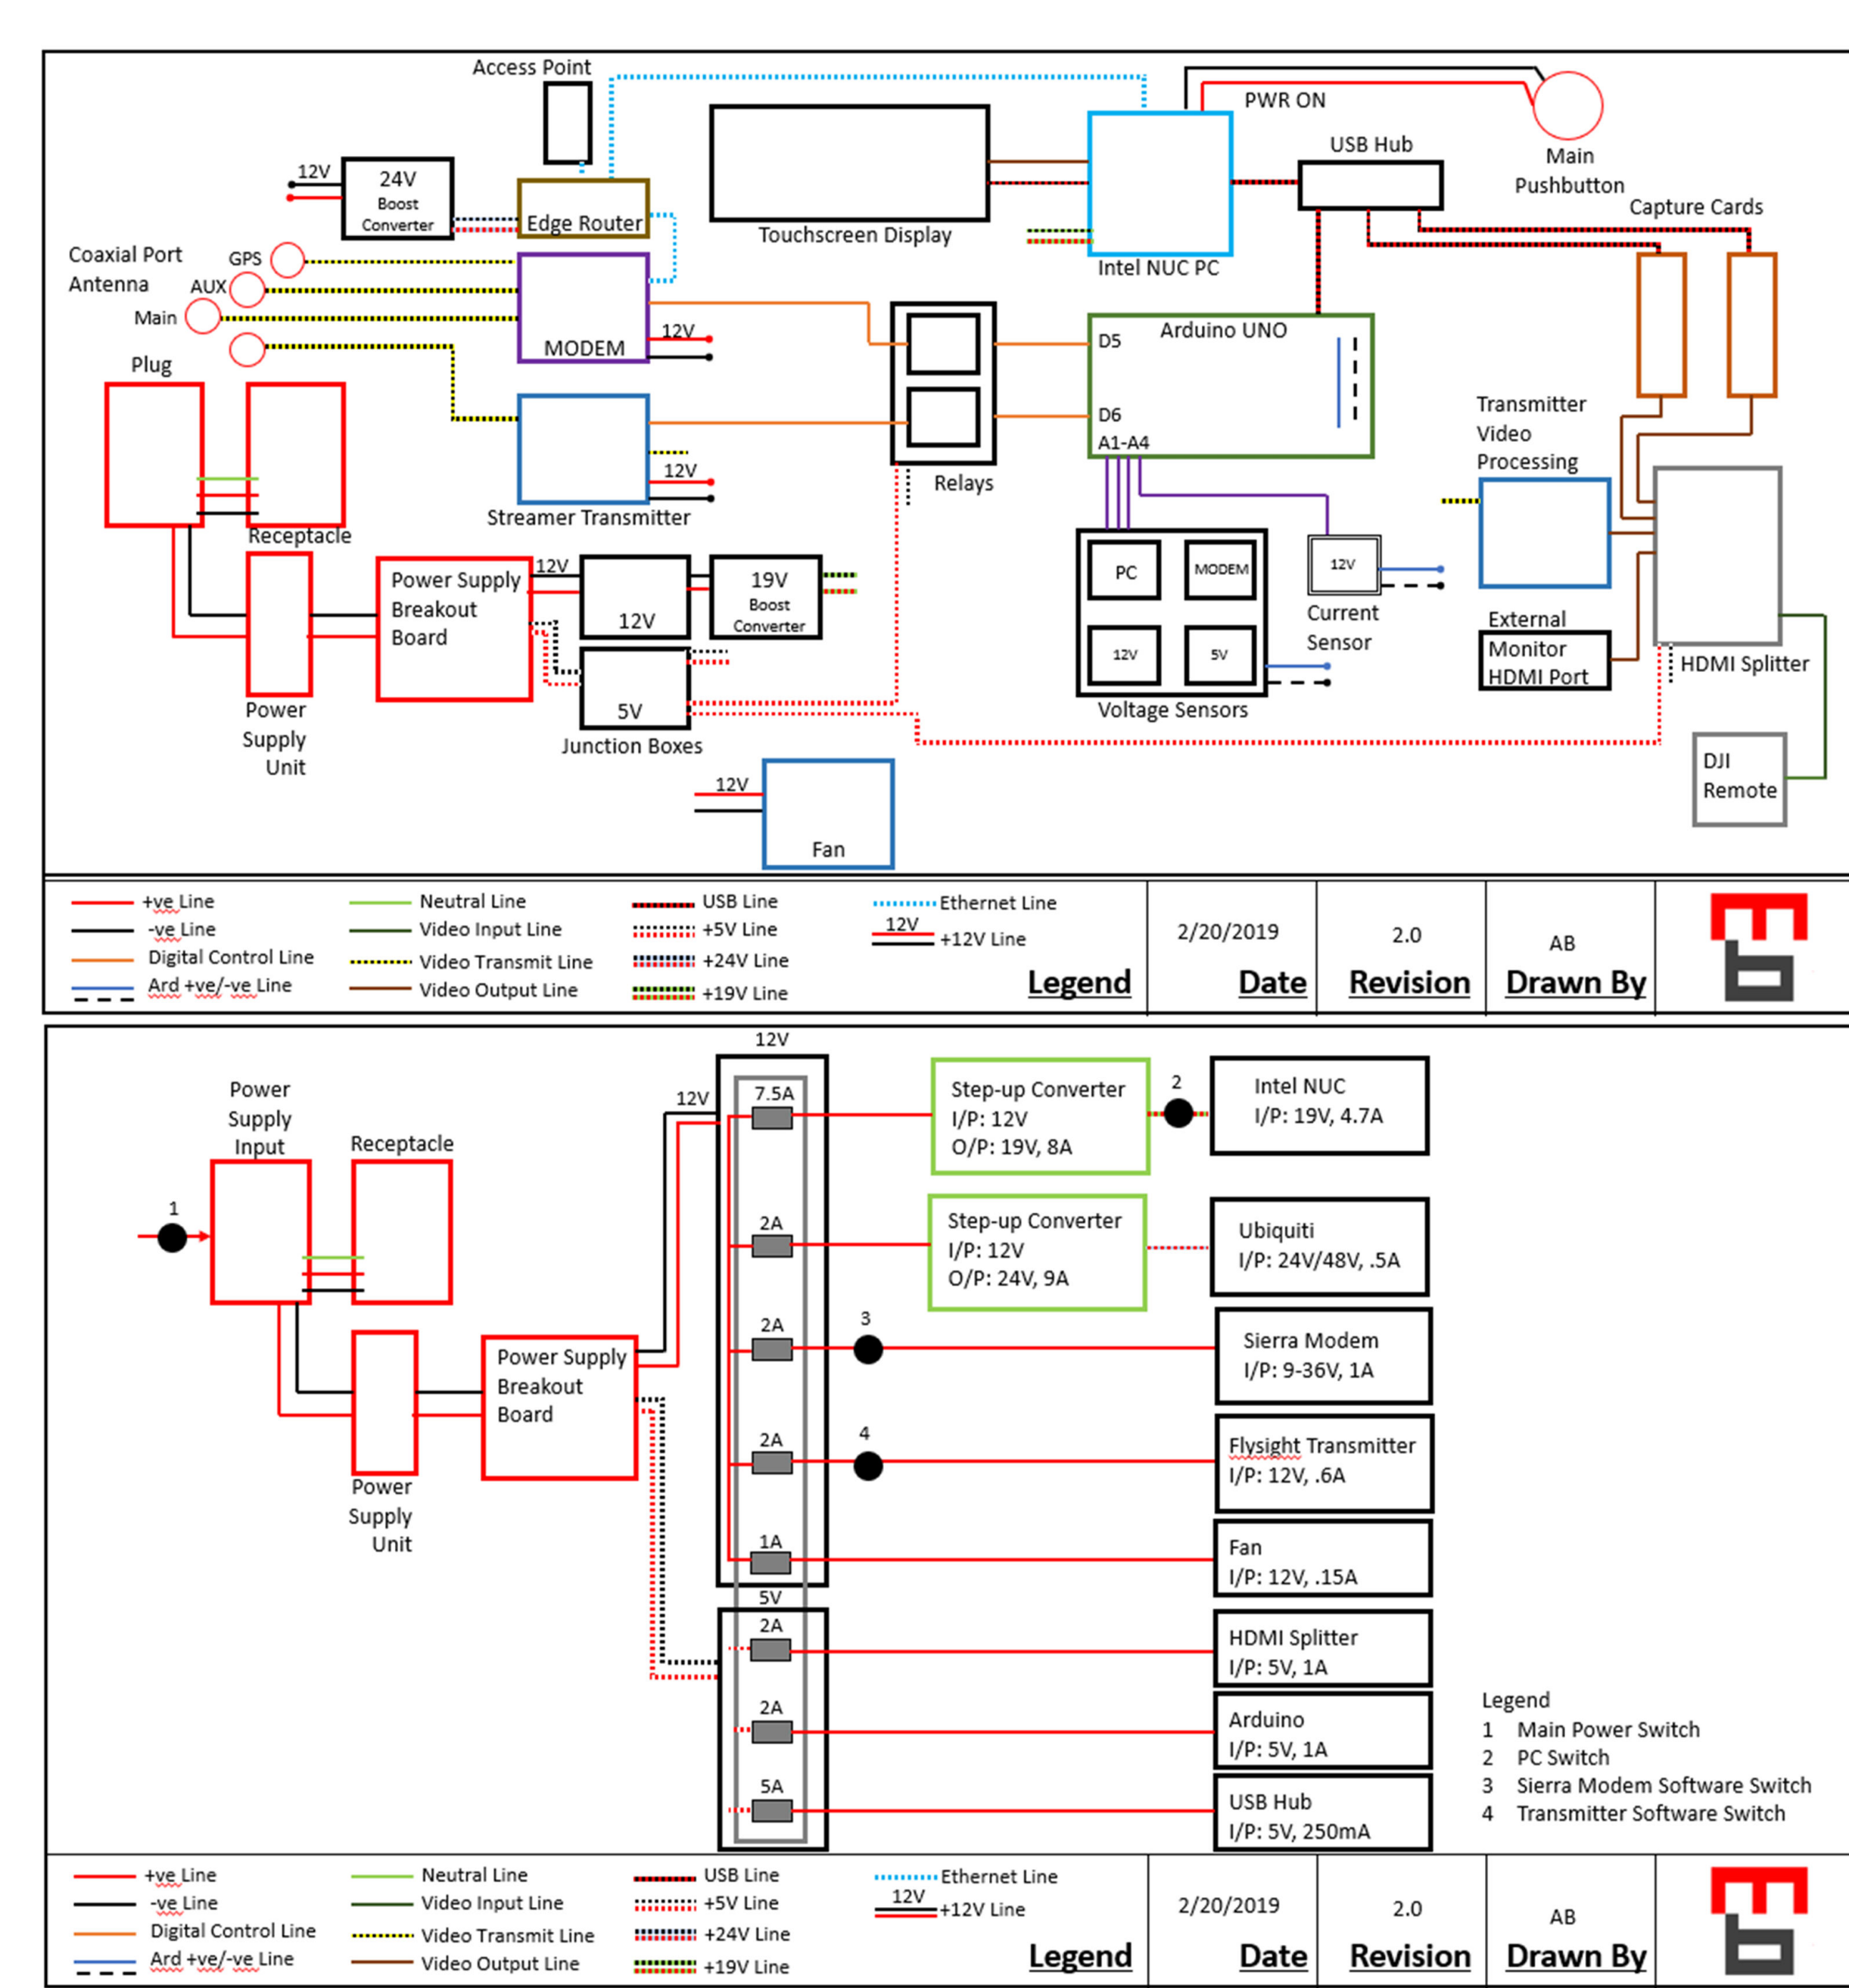 Access Point
PWR ON
USB Hub
Main
Pushbutton
12V
24V
Boost
Converter
Edge Router
Touchscreen Display
Intel NUC PC
Capture Cards
Coaxial Port
Antenna
GPS
AUX
Main
MODEM
12V
Arduino UNO
D5
D6
A1-A4
Plug
Receptacle
Streamer Transmitter
12V
Relays
Transmitter
Video
Processing
Power Supply
Breakout
Board
12V
12V
19V
Boost
Converter
5V
Junction Boxes
Power
Supply
Unit
PC
MODEM
12V
5V
Voltage Sensors
12V
Current
Sensor
External
Monitor
HDMI Port
HDMI Splitter
DJI
Remote
12V
Fan
+ve Line
-ve Line
Digital Control Line
Ard +ve/-ve Line
Neutral Line
Video Input Line
Video Transmit Line
Video Output Line
USB Line
+5V Line
+24V Line
+19V Line
Ethernet Line
12V
+12V Line
Legend
2/20/2019
Date
2.0
Revision
AB
Drawn By
12V
Power
Supply
Input
Receptacle
1
12V
7.5A
Step-up Converter
I/P: 12V
O/P: 19V, 8A
2
Intel NUC
I/P: 19V, 4.7A
2A
Step-up Converter
I/P: 12V
O/P: 24V, 9A
Ubiquiti
I/P: 24V/48V, .5A
2A
3
Sierra Modem
I/P: 9-36V, 1A
Power Supply
Breakout
Board
Power
Supply
Unit
2A
4
Flysight Transmitter
I/P: 12V, .6A
1A
Fan
I/P: 12V, .15A
5V
2A
HDMI Splitter
I/P: 5V, 1A
2A
Arduino
I/P: 5V, 1A
5A
USB Hub
I/P: 5V, 250mA
Legend
1 Main Power Switch
2 PC Switch
3 Sierra Modem Software Switch
4 Transmitter Software Switch
+ve Line
-ve Line
Digital Control Line
Ard +ve/-ve Line
Neutral Line
Video Input Line
Video Transmit Line
Video Output Line
USB Line
+5V Line
+24V Line
+19V Line
Ethernet Line
12V
+12V Line
Legend
2/20/2019
Date
2.0
Revision
AB
Drawn By